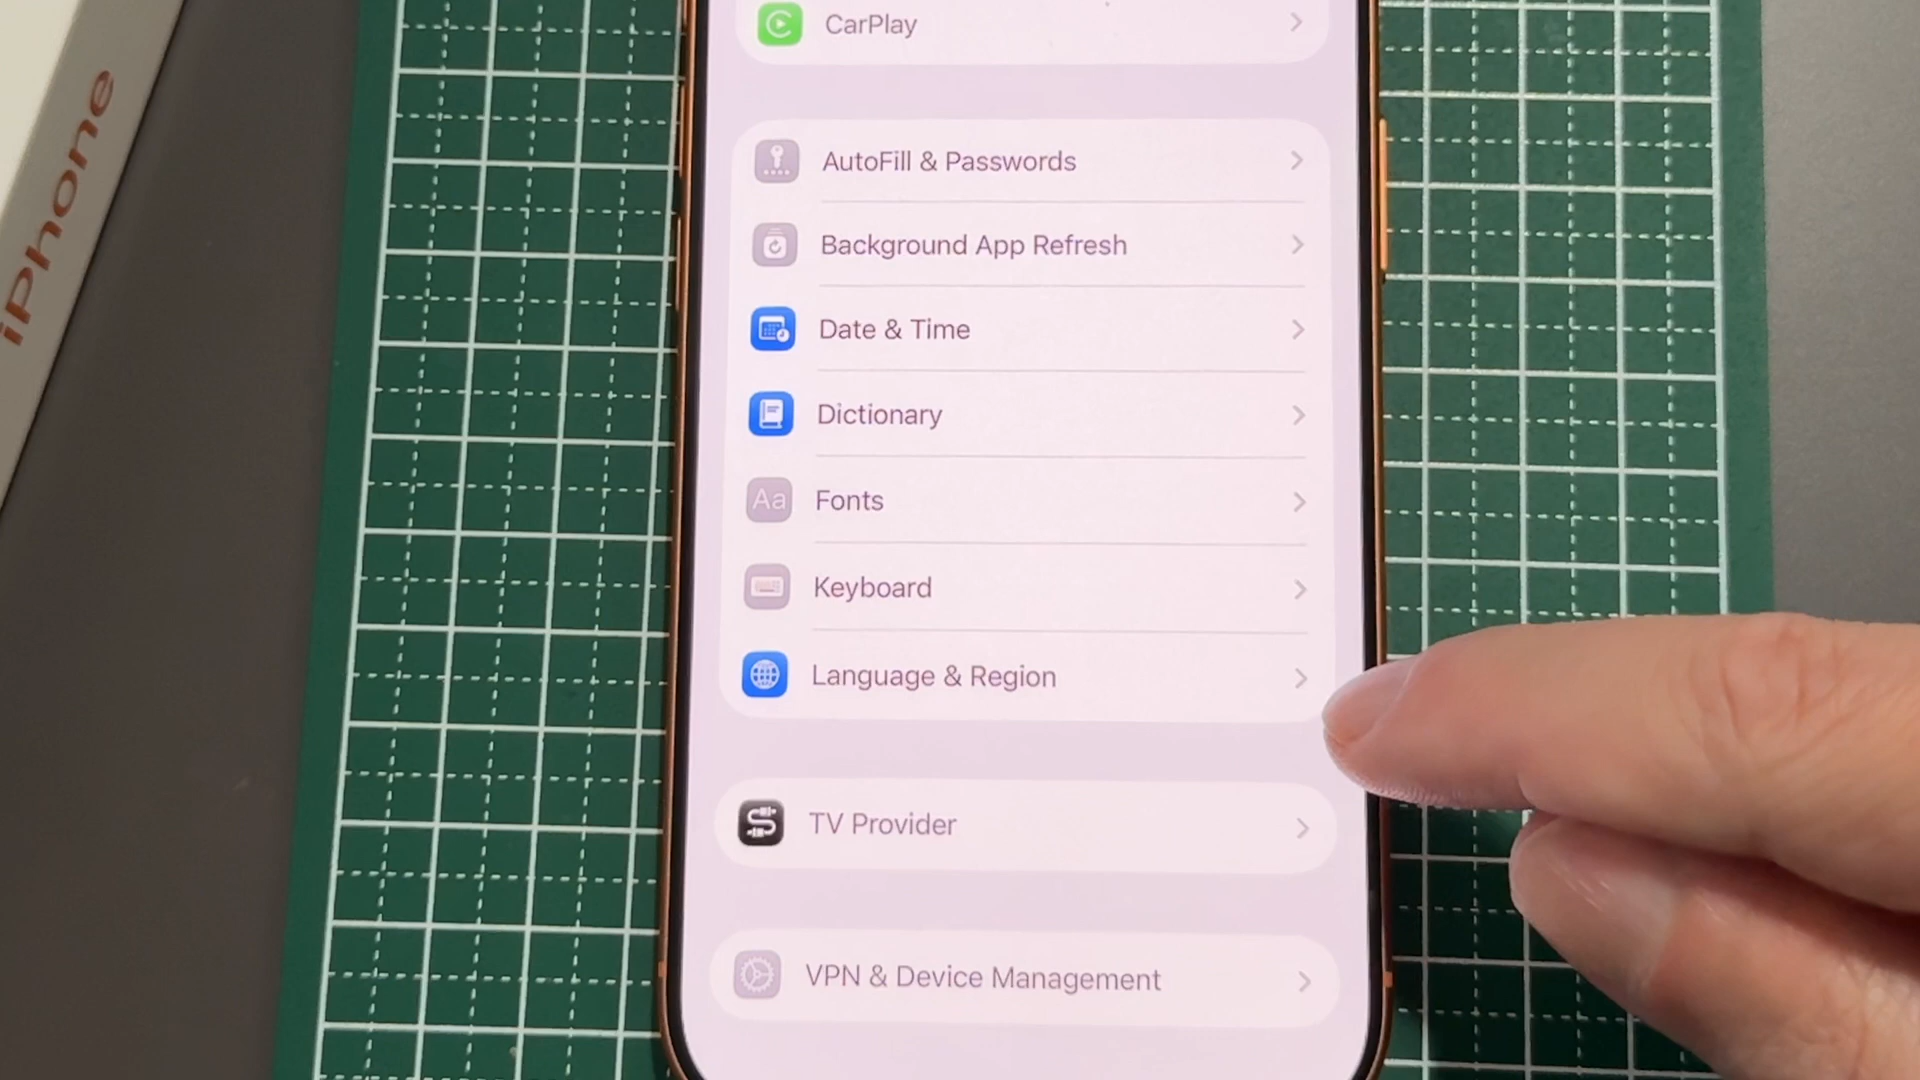 iPhone
CarPlay
AutoFill & Passwords
Background App Refresh
Date & Time
Dictionary
Aa Fonts
Keyboard
Language & Region
TV Provider
VPN & Device Management